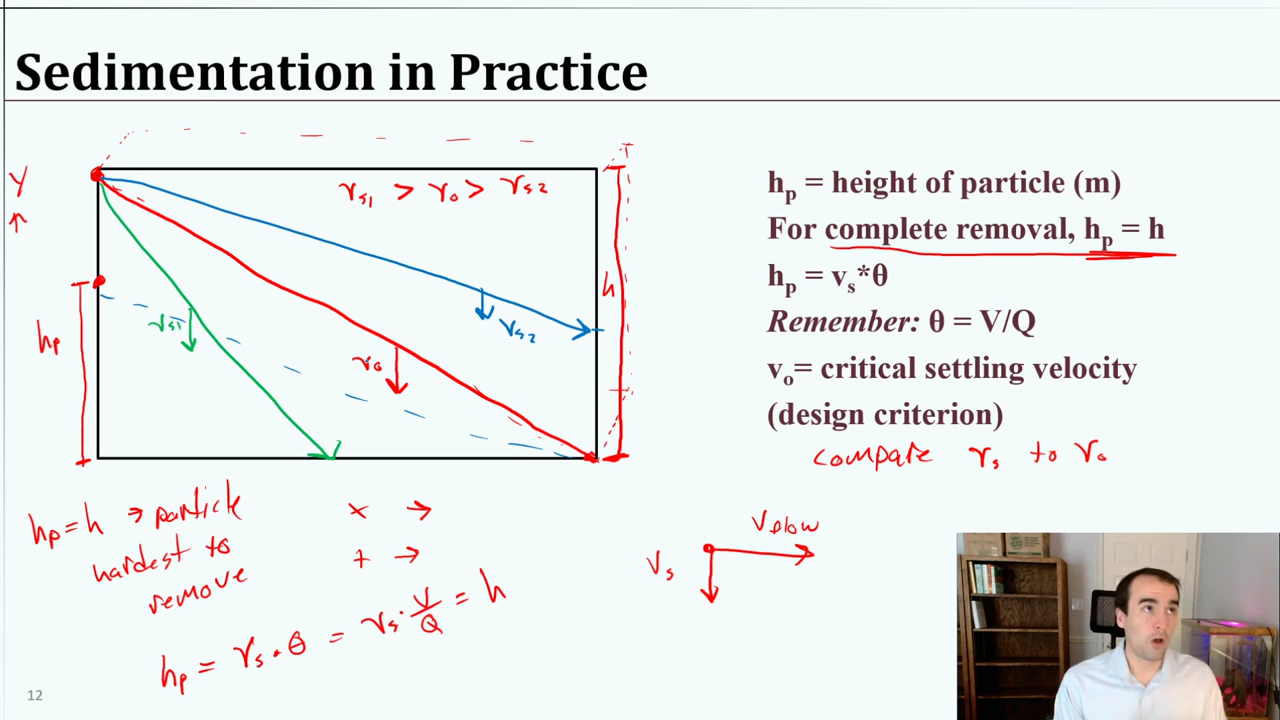 Sedimentation in Practice
Y
↑
vs1 > vo > vs2
h
hp
vs1
vo
vs2
hp = height of particle (m)
For complete removal, hp = h
hp = vs*θ
Remember: θ = V/Q
vo= critical settling velocity
(design criterion)
compare vs to vo
hp = h → particle
hardest to
remove
x →
t →
hp = vs • θ = vs • V/Q = h
vs
vflow
12